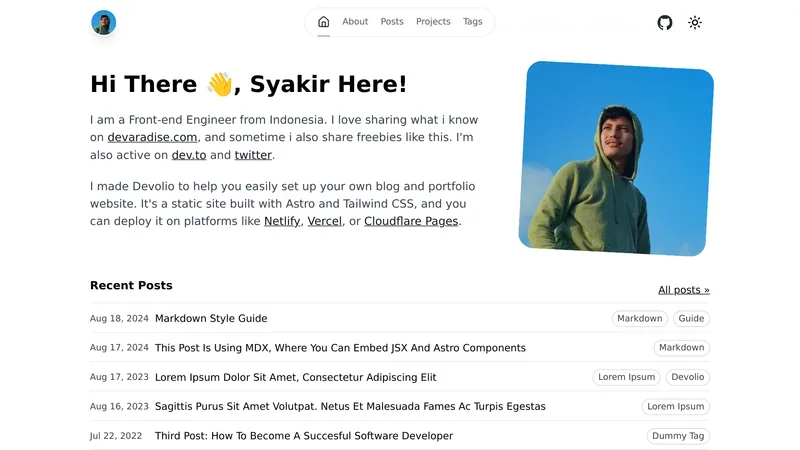 About Posts Projects Tags
Hi There 👋, Syakir Here!
I am a Front-end Engineer from Indonesia. I love sharing what i know
on devaradise.com, and sometime i also share freebies like this. I'm
also active on dev.to and twitter.
I made Devolio to help you easily set up your own blog and portfolio
website. It's a static site built with Astro and Tailwind CSS, and you
can deploy it on platforms like Netlify, Vercel, or Cloudflare Pages.
Recent Posts All posts »
Aug 18, 2024 Markdown Style Guide Markdown Guide
Aug 17, 2024 This Post Is Using MDX, Where You Can Embed JSX And Astro Components Markdown
Aug 17, 2023 Lorem Ipsum Dolor Sit Amet, Consectetur Adipiscing Elit Lorem Ipsum Devolio
Aug 16, 2023 Sagittis Purus Sit Amet Volutpat. Netus Et Malesuada Fames Ac Turpis Egestas Lorem Ipsum
Jul 22, 2022 Third Post: How To Become A Succesful Software Developer Dummy Tag